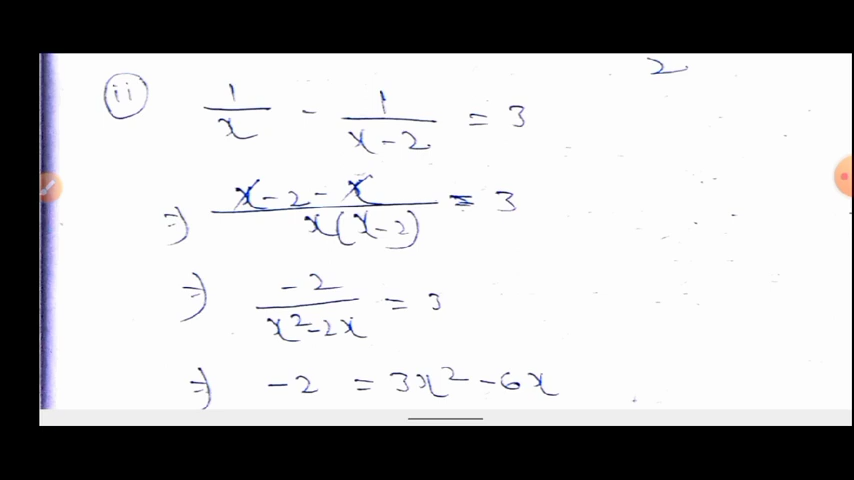 2
(ii) 1/x - 1/(x-2) = 3
⇒ (x-2-x)/(x(x-2)) = 3
⇒ -2/(x²-2x) = 3
⇒ -2 = 3x² - 6x